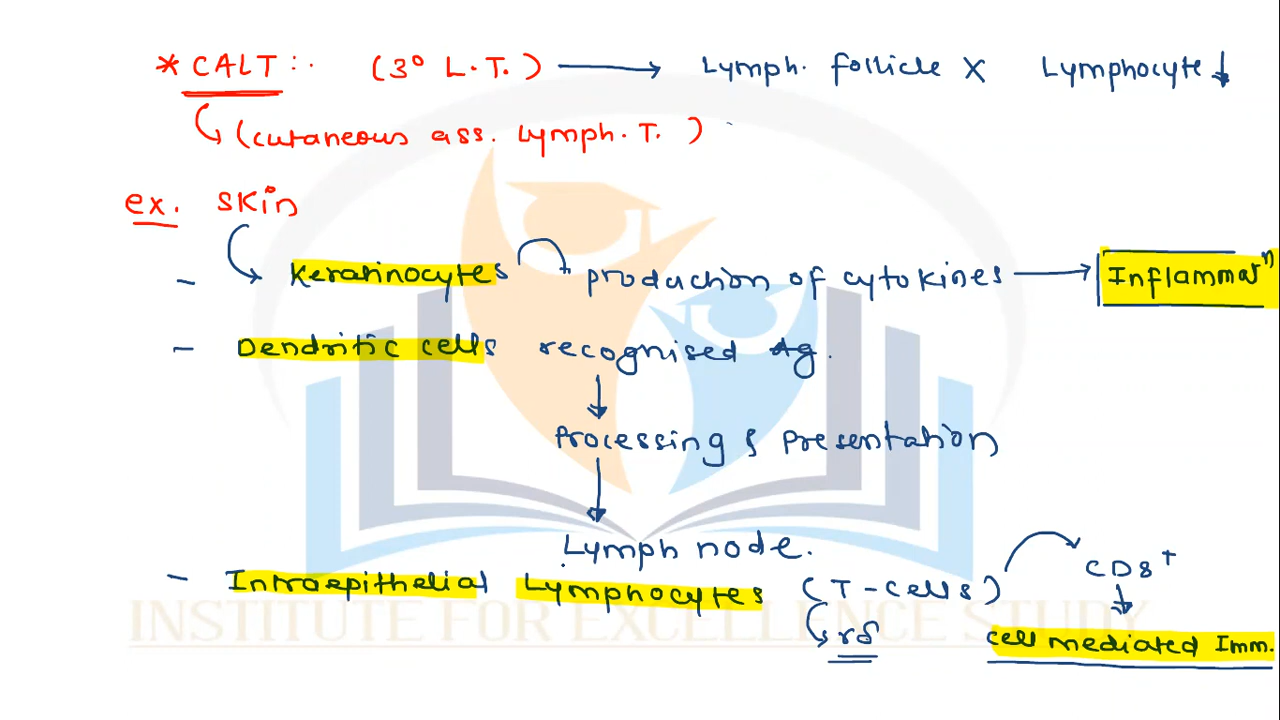 * CALT :- (3° L.T.) → Lymph. follicle X Lymphocyte ↓
(cutaneous ass. Lymph. T.)
ex. skin
- Keratinocytes production of cytokines → Inflammatⁿ
- Dendritic cells recognised Ag.
↓
Processing & Presentation
↓
Lymph node.
- Intraepithelial Lymphocytes (T-cells) CD8⁺
↓
γδ cell mediated Imm.
INSTITUTE FOR EXCELLENCE STUDY